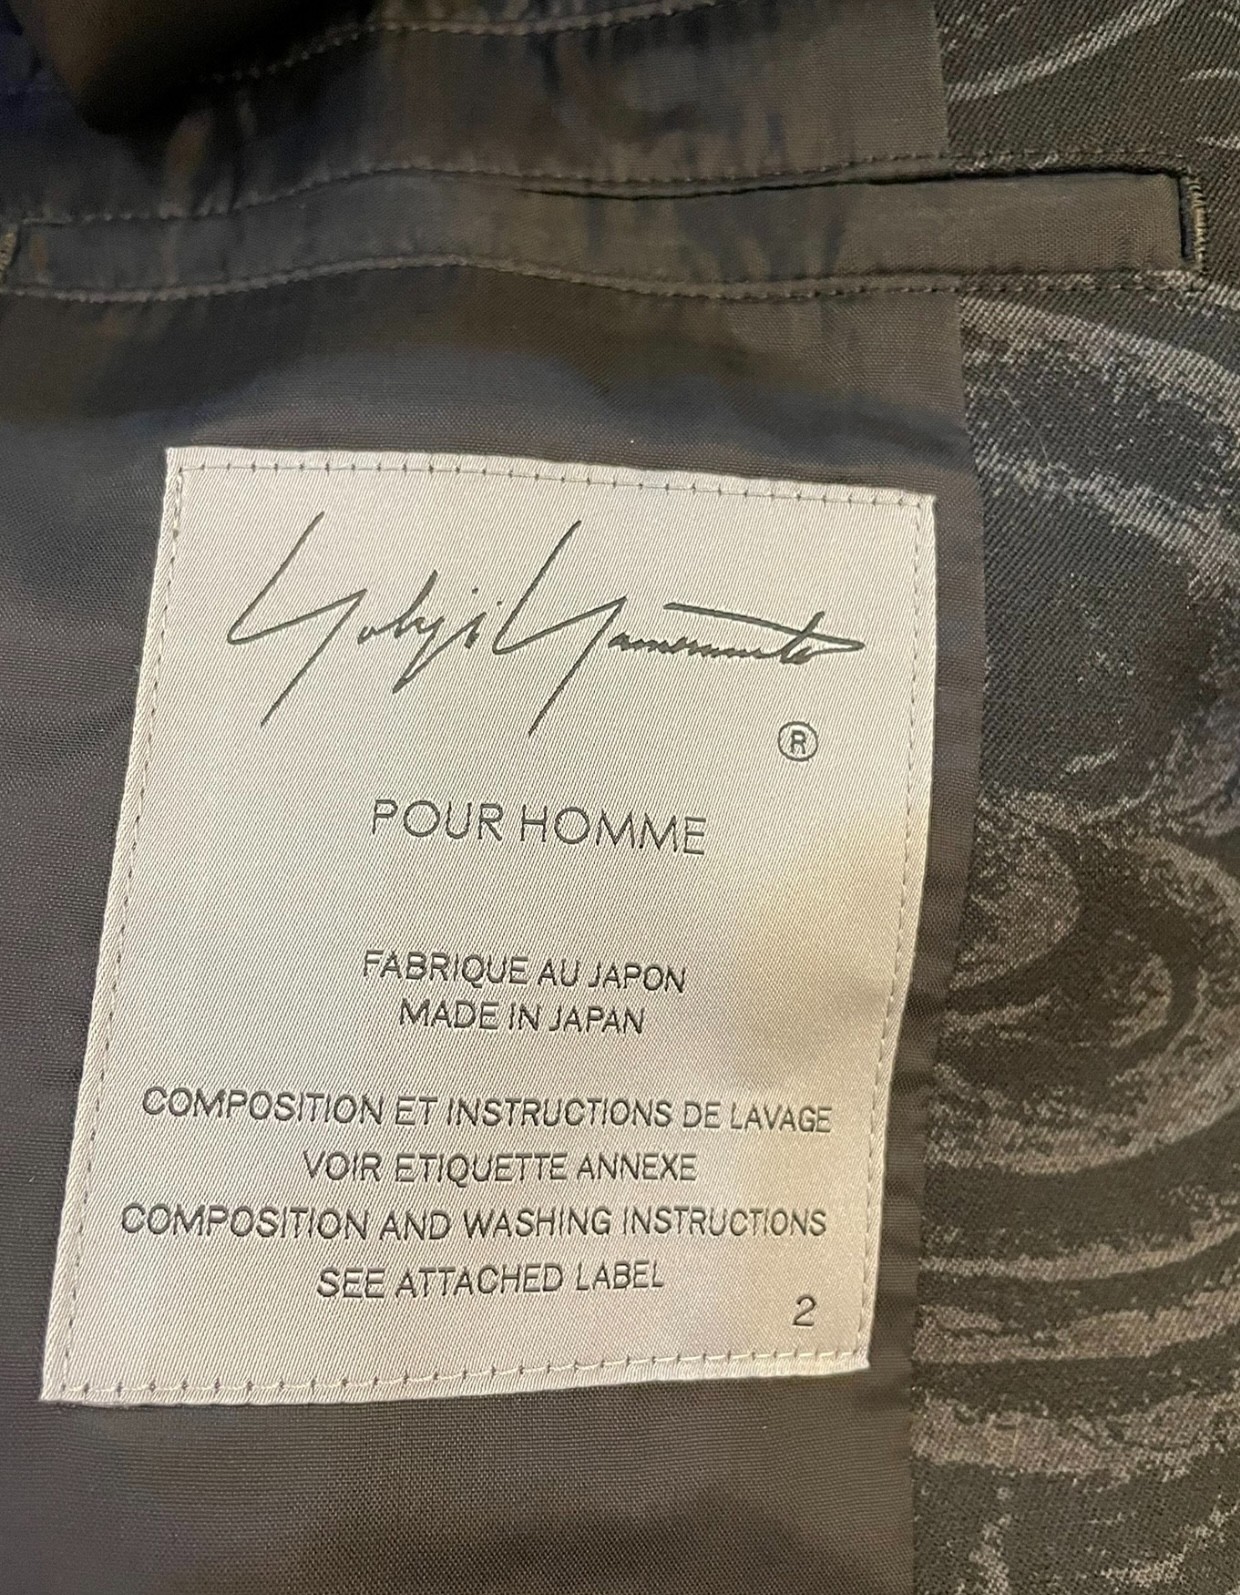 Yohji Yamamoto
®
POUR HOMME
FABRIQUE AU JAPON
MADE IN JAPAN
COMPOSITION ET INSTRUCTIONS DE LAVAGE
VOIR ETIQUETTE ANNEXE
COMPOSITION AND WASHING INSTRUCTIONS
SEE ATTACHED LABEL
2